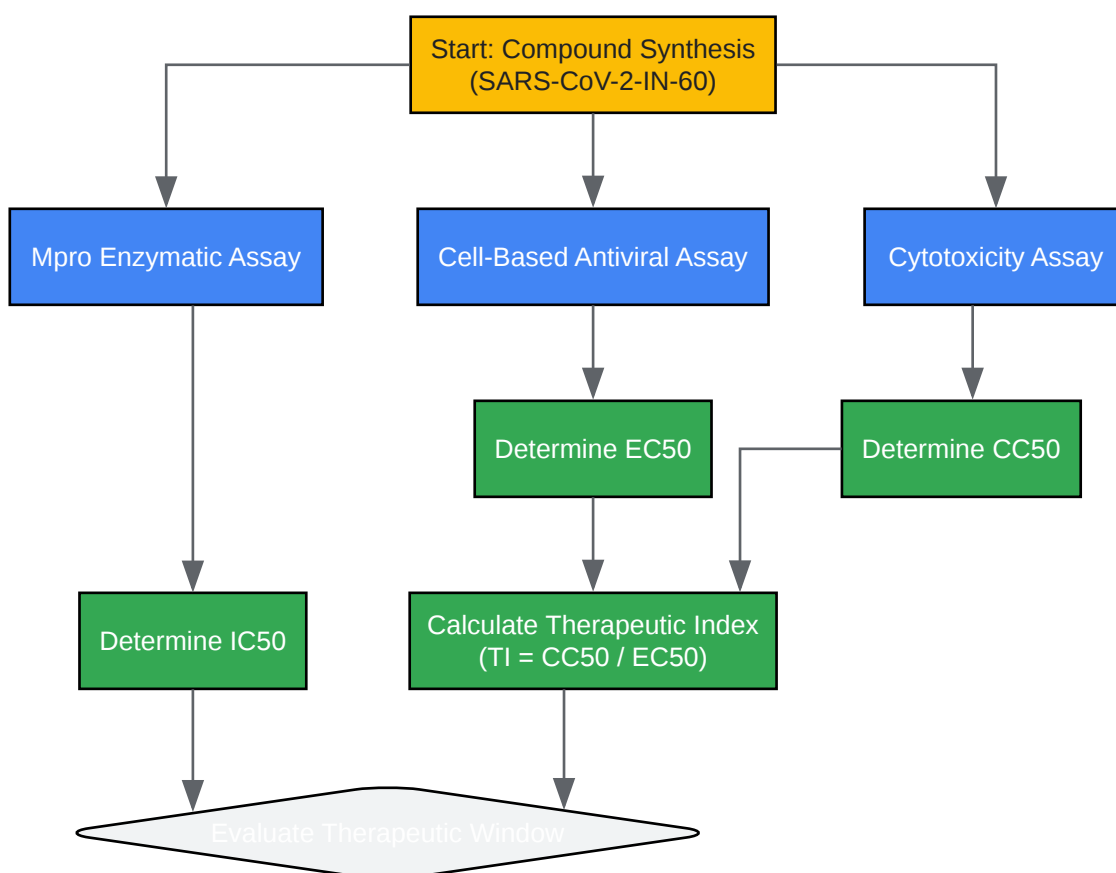 Start: Compound Synthesis
(SARS-CoV-2-IN-60)
Mpro Enzymatic Assay
Cell-Based Antiviral Assay
Cytotoxicity Assay
Determine EC50
Determine CC50
Determine IC50
Calculate Therapeutic Index
(TI = CC50 / EC50)
Evaluate Therapeutic Window